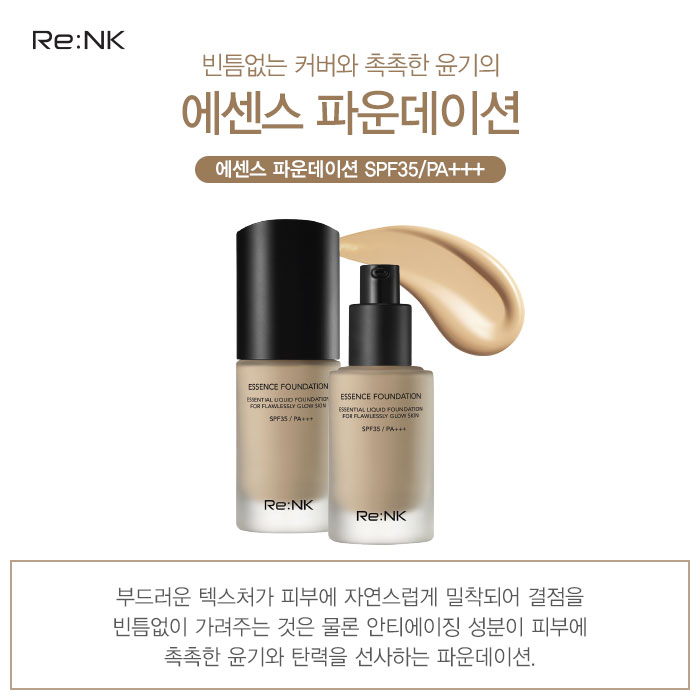 Re:NK
빈틈없는 커버와 촉촉한 윤기의
에센스 파운데이션
에센스 파운데이션 SPF35/PA+++
ESSENCE FOUNDATION
ESSENTIAL LIQUID FOUNDATION
FOR FLAWLESSLY GLOW SKIN
SPF35 / PA+++
Re:NK
ESSENCE FOUNDATION
ESSENTIAL LIQUID FOUNDATION
FOR FLAWLESSLY GLOW SKIN
SPF35 / PA+++
Re:NK
부드러운 텍스처가 피부에 자연스럽게 밀착되어 결점을
빈틈없이 가려주는 것은 물론 안티에이징 성분이 피부에
촉촉한 윤기와 탄력을 선사하는 파운데이션.